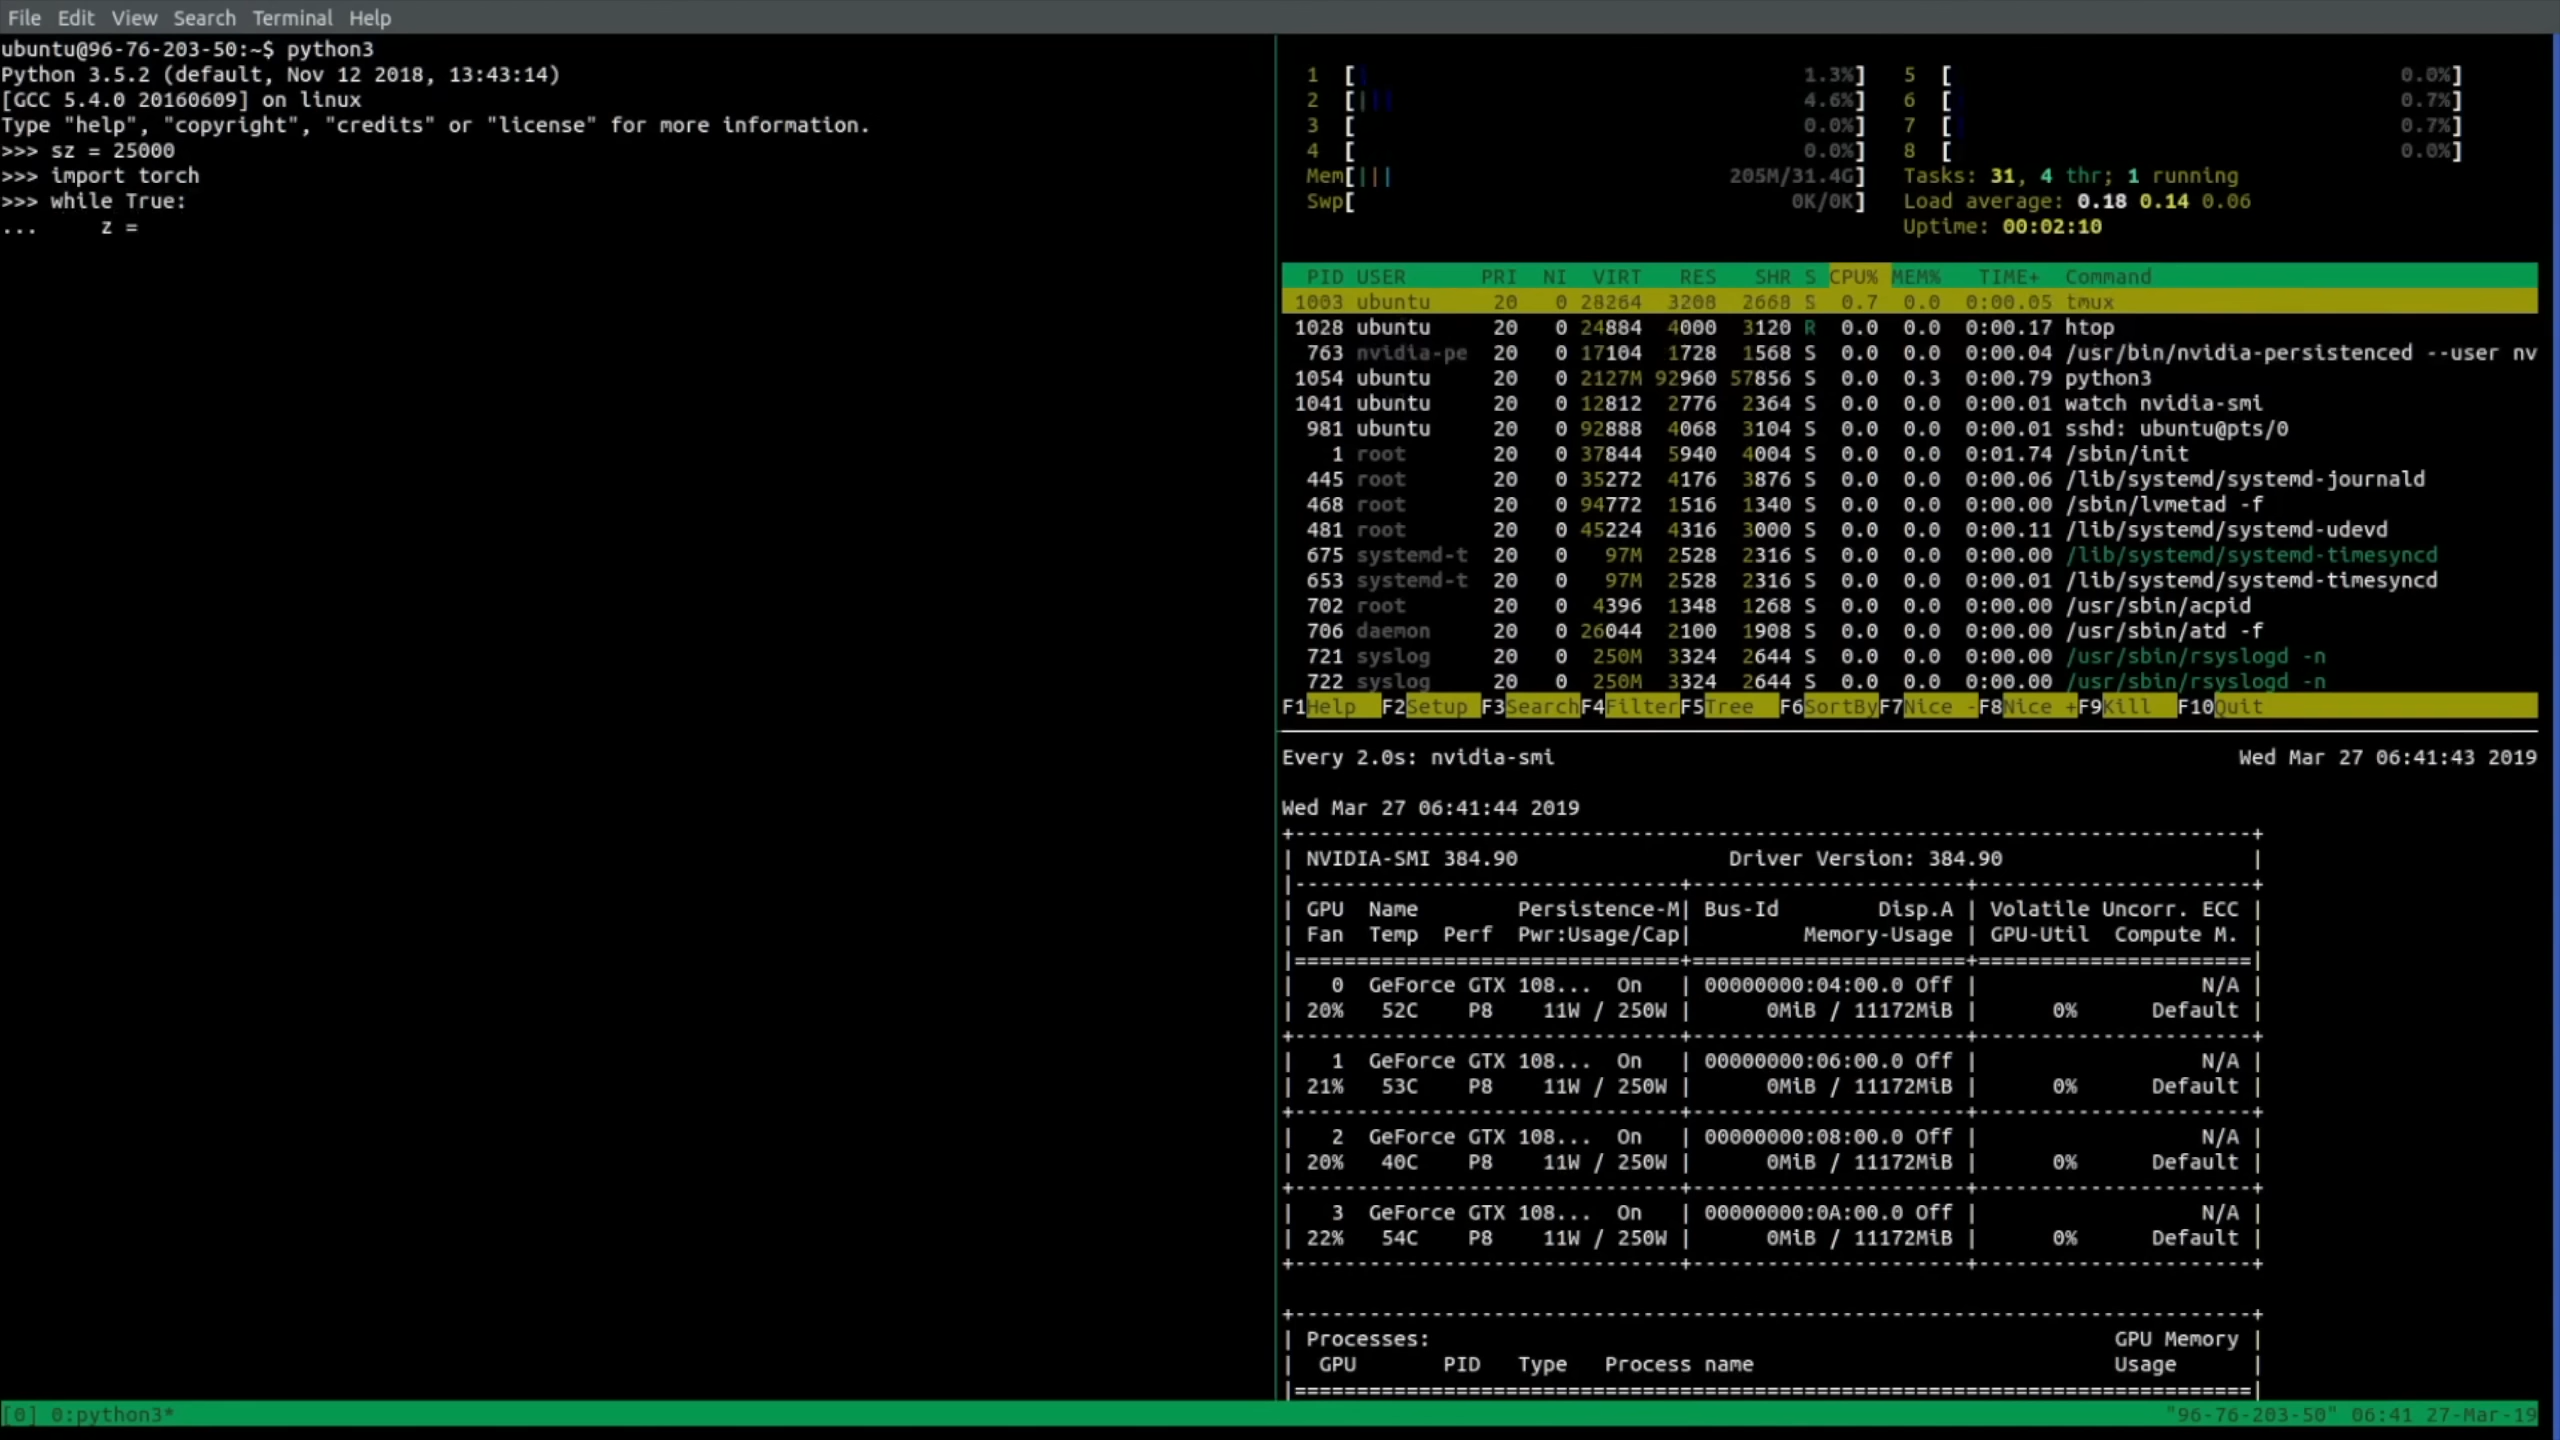 File Edit View Search Terminal Help
ubuntu@96-76-203-50:~$ python3
Python 3.5.2 (default, Nov 12 2018, 13:43:14)
[GCC 5.4.0 20160609] on linux
Type "help", "copyright", "credits" or "license" for more information.
>>> sz = 25000
>>> import torch
>>> while True:
...     z =
1 [ 1.3%] 5 [ 0.0%]
2 [||| 4.6%] 6 [ 0.7%]
3 [ 0.0%] 7 [ 0.7%]
4 [ 0.0%] 8 [ 0.0%]
Mem[||| 205M/31.4G] Tasks: 31, 4 thr; 1 running
Swp[ 0K/0K] Load average: 0.18 0.14 0.06
Uptime: 00:02:10
PID USER PRI NI VIRT RES SHR S CPU% MEM% TIME+ Command
1003 ubuntu 20 0 28264 3208 2668 S 0.7 0.0 0:00.05 tmux
1028 ubuntu 20 0 24884 4000 3120 R 0.0 0.0 0:00.17 htop
763 nvidia-pe 20 0 17104 1728 1568 S 0.0 0.0 0:00.04 /usr/bin/nvidia-persistenced --user nv
1054 ubuntu 20 0 2127M 92960 57856 S 0.0 0.3 0:00.79 python3
1041 ubuntu 20 0 12812 2776 2364 S 0.0 0.0 0:00.01 watch nvidia-smi
981 ubuntu 20 0 92888 4068 3104 S 0.0 0.0 0:00.01 sshd: ubuntu@pts/0
1 root 20 0 37844 5940 4004 S 0.0 0.0 0:01.74 /sbin/init
445 root 20 0 35272 4176 3876 S 0.0 0.0 0:00.06 /lib/systemd/systemd-journald
468 root 20 0 94772 1516 1340 S 0.0 0.0 0:00.00 /sbin/lvmetad -f
481 root 20 0 45224 4316 3000 S 0.0 0.0 0:00.11 /lib/systemd/systemd-udevd
675 systemd-t 20 0 97M 2528 2316 S 0.0 0.0 0:00.00 /lib/systemd/systemd-timesyncd
653 systemd-t 20 0 97M 2528 2316 S 0.0 0.0 0:00.01 /lib/systemd/systemd-timesyncd
702 root 20 0 4396 1348 1268 S 0.0 0.0 0:00.00 /usr/sbin/acpid
706 daemon 20 0 26044 2100 1908 S 0.0 0.0 0:00.00 /usr/sbin/atd -f
721 syslog 20 0 250M 3324 2644 S 0.0 0.0 0:00.00 /usr/sbin/rsyslogd -n
722 syslog 20 0 250M 3324 2644 S 0.0 0.0 0:00.00 /usr/sbin/rsyslogd -n
F1Help F2Setup F3SearchF4FilterF5Tree F6SortByF7Nice -F8Nice +F9Kill F10Quit
Every 2.0s: nvidia-smi Wed Mar 27 06:41:43 2019
Wed Mar 27 06:41:44 2019
+-----------------------------------------------------------------------------+
| NVIDIA-SMI 384.90                 Driver Version: 384.90                    |
|-------------------------------+----------------------+----------------------+
| GPU  Name        Persistence-M| Bus-Id        Disp.A | Volatile Uncorr. ECC |
| Fan  Temp  Perf  Pwr:Usage/Cap|         Memory-Usage | GPU-Util  Compute M. |
|===============================+======================+======================|
|   0  GeForce GTX 108...  On   | 00000000:04:00.0 Off |                  N/A |
| 20%   52C    P8    11W / 250W |      0MiB / 11172MiB |      0%      Default |
+-------------------------------+----------------------+----------------------+
|   1  GeForce GTX 108...  On   | 00000000:06:00.0 Off |                  N/A |
| 21%   53C    P8    11W / 250W |      0MiB / 11172MiB |      0%      Default |
+-------------------------------+----------------------+----------------------+
|   2  GeForce GTX 108...  On   | 00000000:08:00.0 Off |                  N/A |
| 20%   40C    P8    11W / 250W |      0MiB / 11172MiB |      0%      Default |
+-------------------------------+----------------------+----------------------+
|   3  GeForce GTX 108...  On   | 00000000:0A:00.0 Off |                  N/A |
| 22%   54C    P8    11W / 250W |      0MiB / 11172MiB |      0%      Default |
+-------------------------------+----------------------+----------------------+
+-----------------------------------------------------------------------------+
| Processes:                                                       GPU Memory |
|  GPU       PID   Type   Process name                             Usage      |
|=============================================================================|
[0] 0:python3* "96-76-203-50" 06:41 27-Mar-19